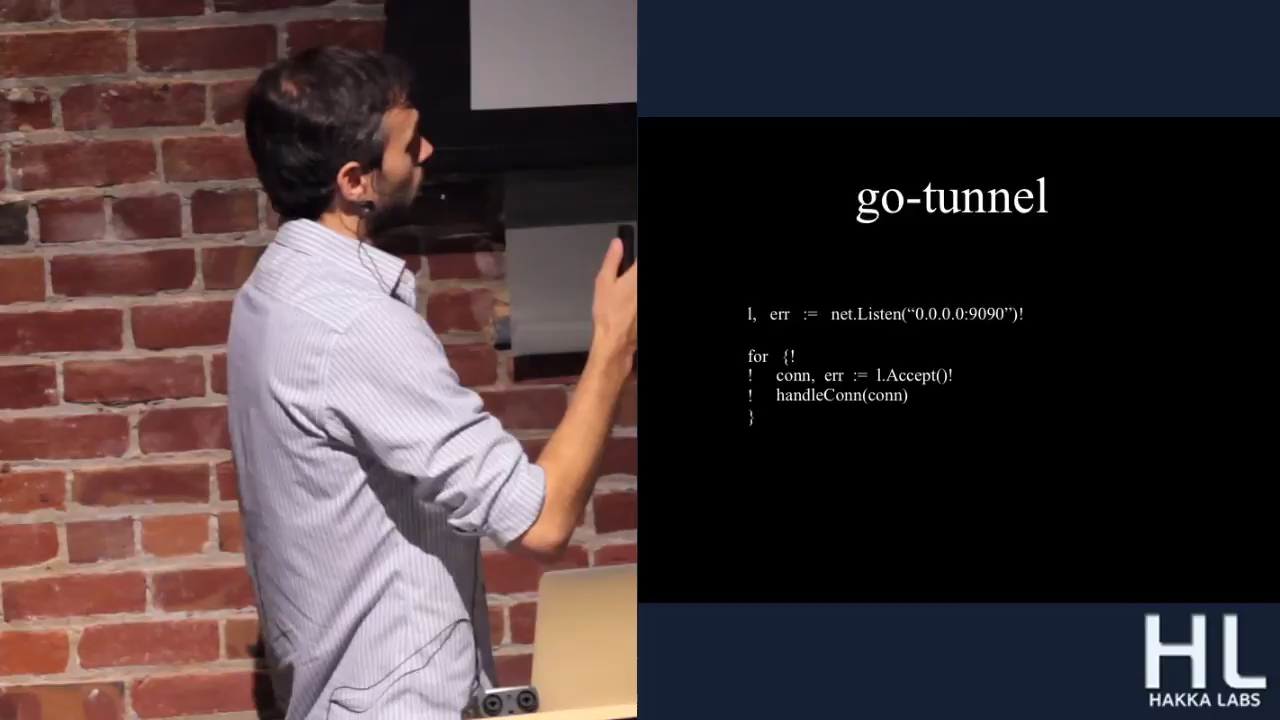 go-tunnel
l, err := net.Listen(“0.0.0.0:9090”)!
for {!
! conn, err := l.Accept()!
! handleConn(conn)
}
HL
HAKKA LABS